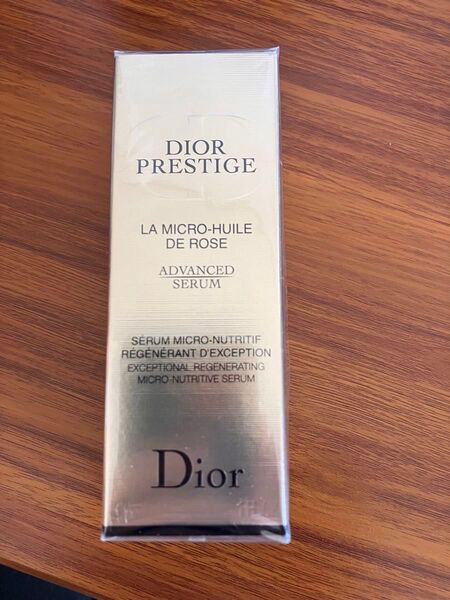 DIOR
PRESTIGE
LA MICRO-HUILE
DE ROSE
ADVANCED
SERUM
SÉRUM MICRO-NUTRITIF
RÉGÉNÉRANT D'EXCEPTION
EXCEPTIONAL REGENERATING
MICRO-NUTRITIVE SERUM
Dior